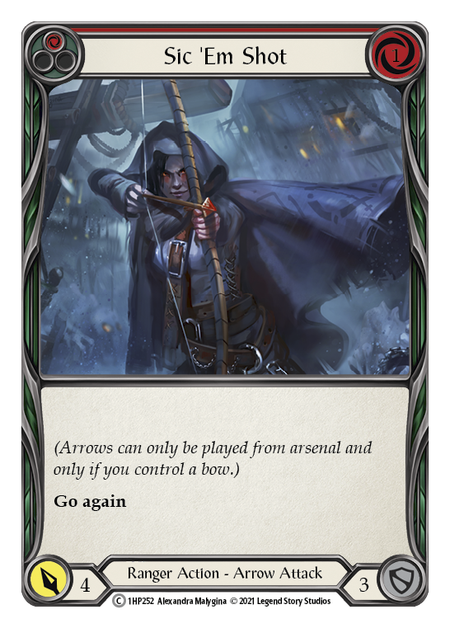 Sic 'Em Shot
1
(Arrows can only be played from arsenal and
only if you control a bow.)
Go again
4
Ranger Action - Arrow Attack
3
C 1HP252 Alexandra Malygina © 2021 Legend Story Studios